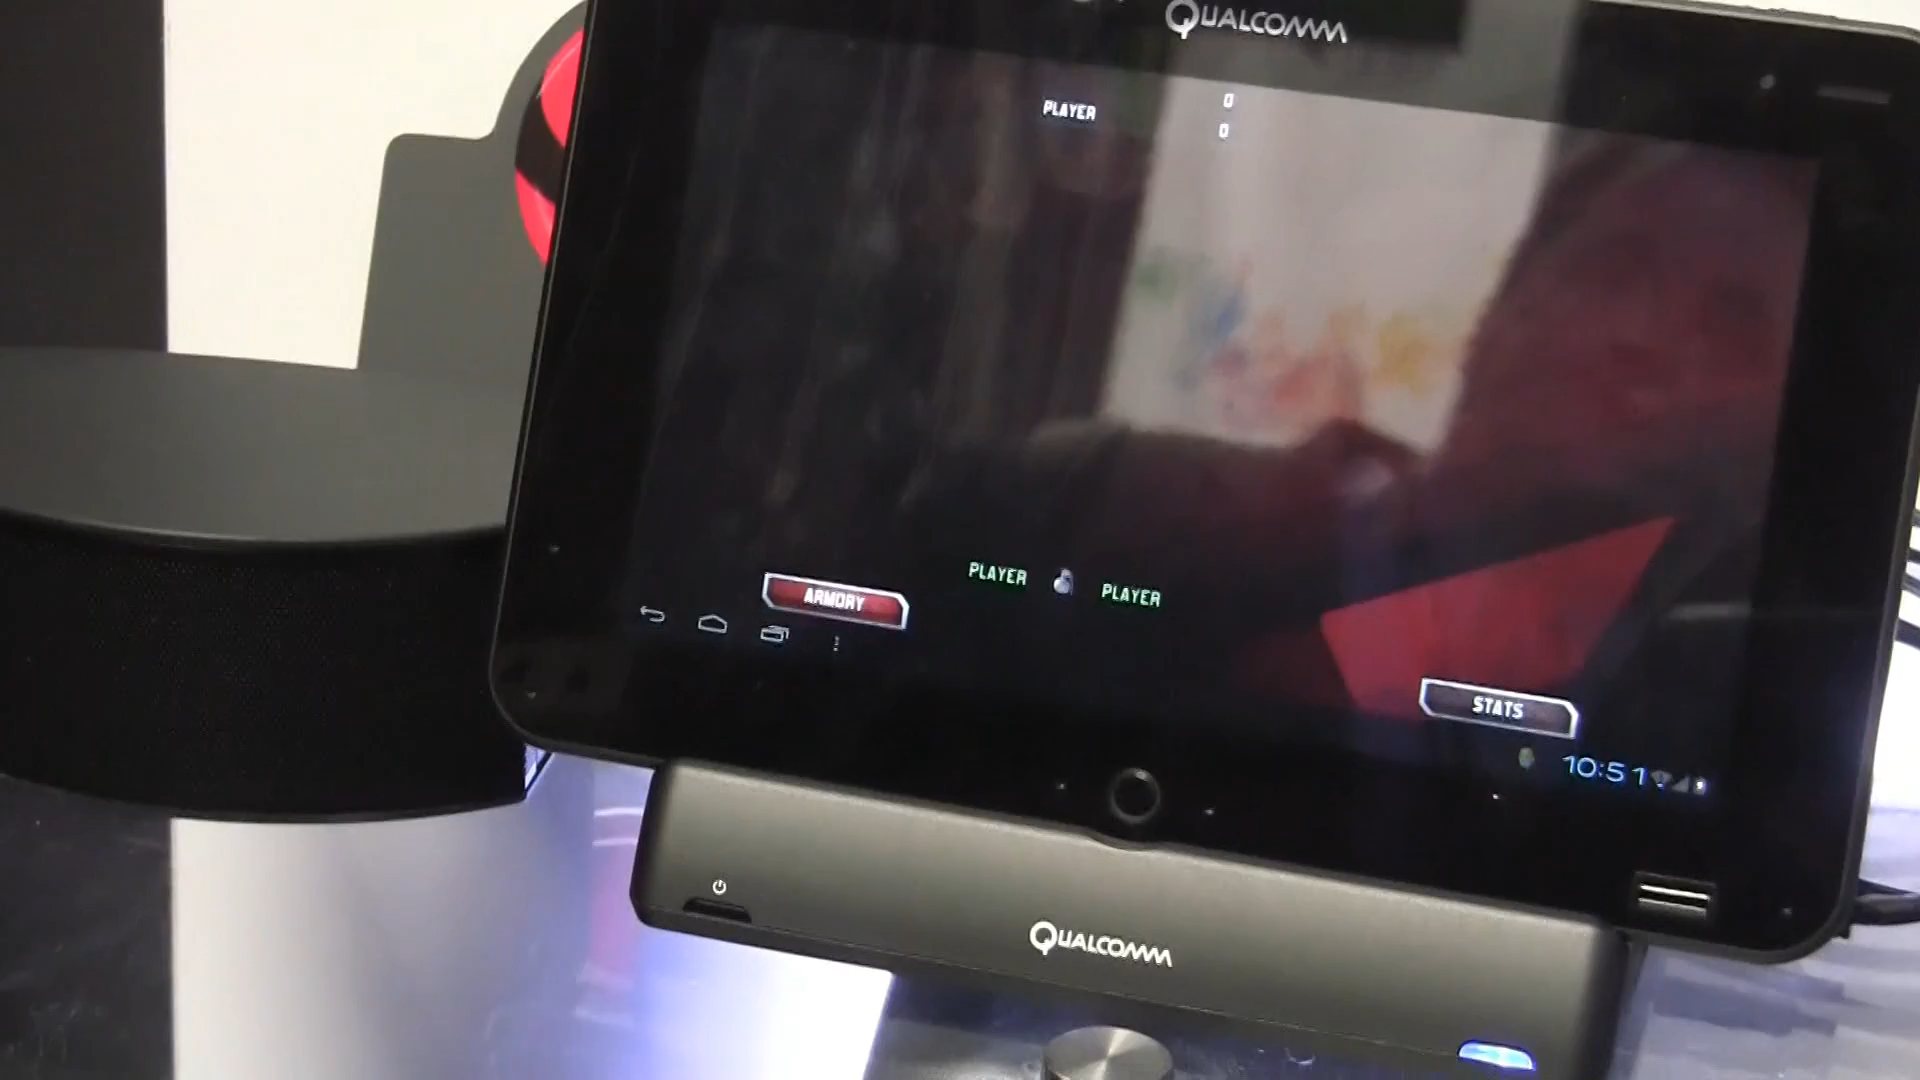 QUALCOMM
PLAYER 0
0
PLAYER PLAYER
ARMORY
STATS
10:51
QUALCOMM